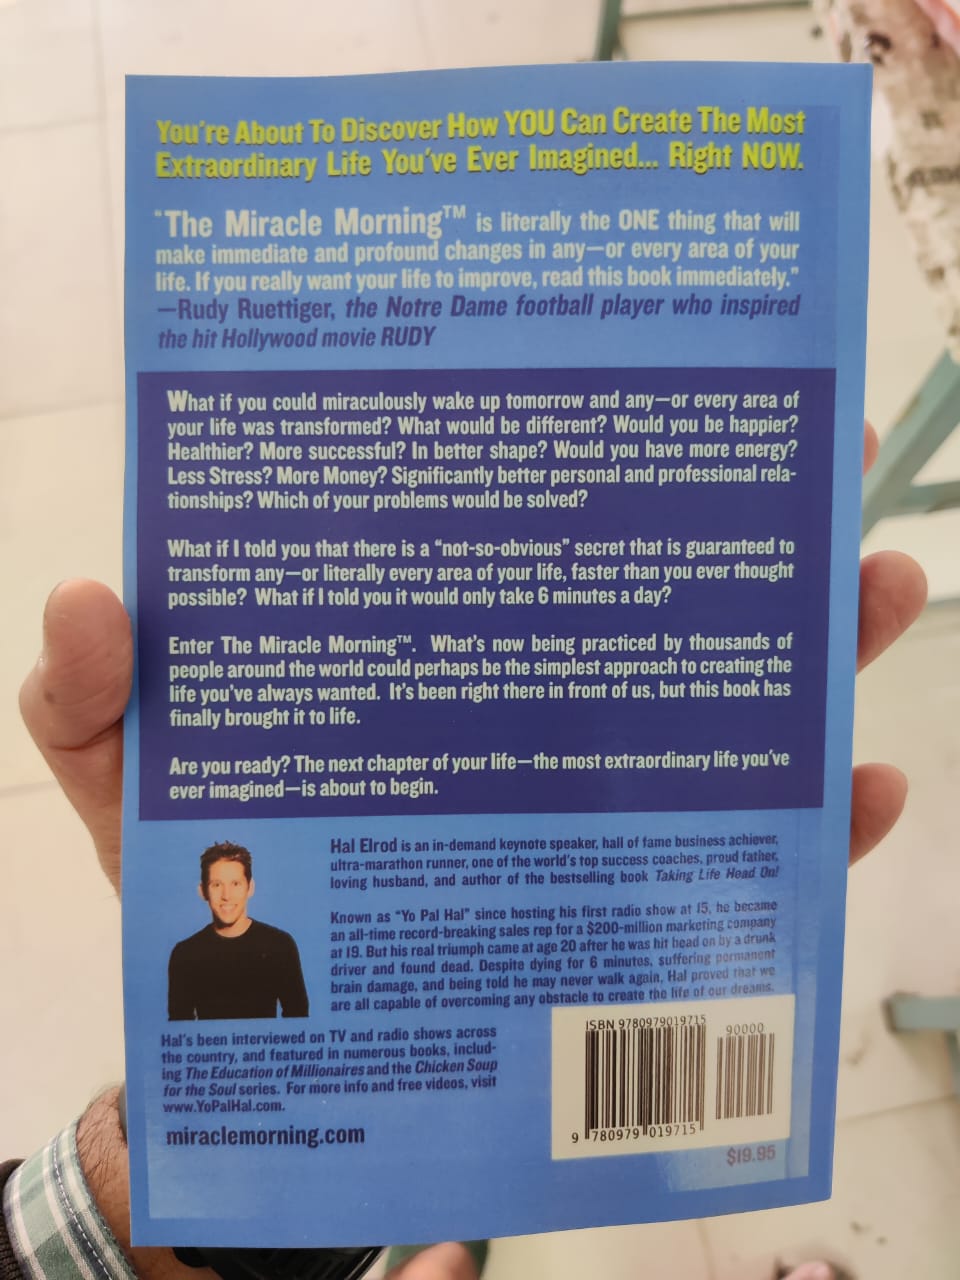 You're About To Discover How YOU Can Create The Most
Extraordinary Life You've Ever Imagined... Right NOW.
"The Miracle Morning™ is literally the ONE thing that will
make immediate and profound changes in any—or every area of your
life. If you really want your life to improve, read this book immediately."
—Rudy Ruettiger, the Notre Dame football player who inspired
the hit Hollywood movie RUDY
What if you could miraculously wake up tomorrow and any—or every area of
your life was transformed? What would be different? Would you be happier?
Healthier? More successful? In better shape? Would you have more energy?
Less Stress? More Money? Significantly better personal and professional rela-
tionships? Which of your problems would be solved?
What if I told you that there is a "not-so-obvious" secret that is guaranteed to
transform any—or literally every area of your life, faster than you ever thought
possible? What if I told you it would only take 6 minutes a day?
Enter The Miracle Morning™. What's now being practiced by thousands of
people around the world could perhaps be the simplest approach to creating the
life you've always wanted. It's been right there in front of us, but this book has
finally brought it to life.
Are you ready? The next chapter of your life—the most extraordinary life you've
ever imagined—is about to begin.
Hal Elrod is an in-demand keynote speaker, hall of fame business achiever,
ultra-marathon runner, one of the world's top success coaches, proud father,
loving husband, and author of the bestselling book Taking Life Head On!
Known as "Yo Pal Hal" since hosting his first radio show at 15, he became
an all-time record-breaking sales rep for a $200-million marketing company
at 19. But his real triumph came at age 20 after he was hit head on by a drunk
driver and found dead. Despite dying for 6 minutes, suffering permanent
brain damage, and being told he may never walk again, Hal proved that we
are all capable of overcoming any obstacle to create the life of our dreams.
Hal's been interviewed on TV and radio shows across
the country, and featured in numerous books, includ-
ing The Education of Millionaires and the Chicken Soup
for the Soul series. For more info and free videos, visit
www.YoPalHal.com.
miraclemorning.com
ISBN 9780979019715
90000
9 780979 019715
$19.95